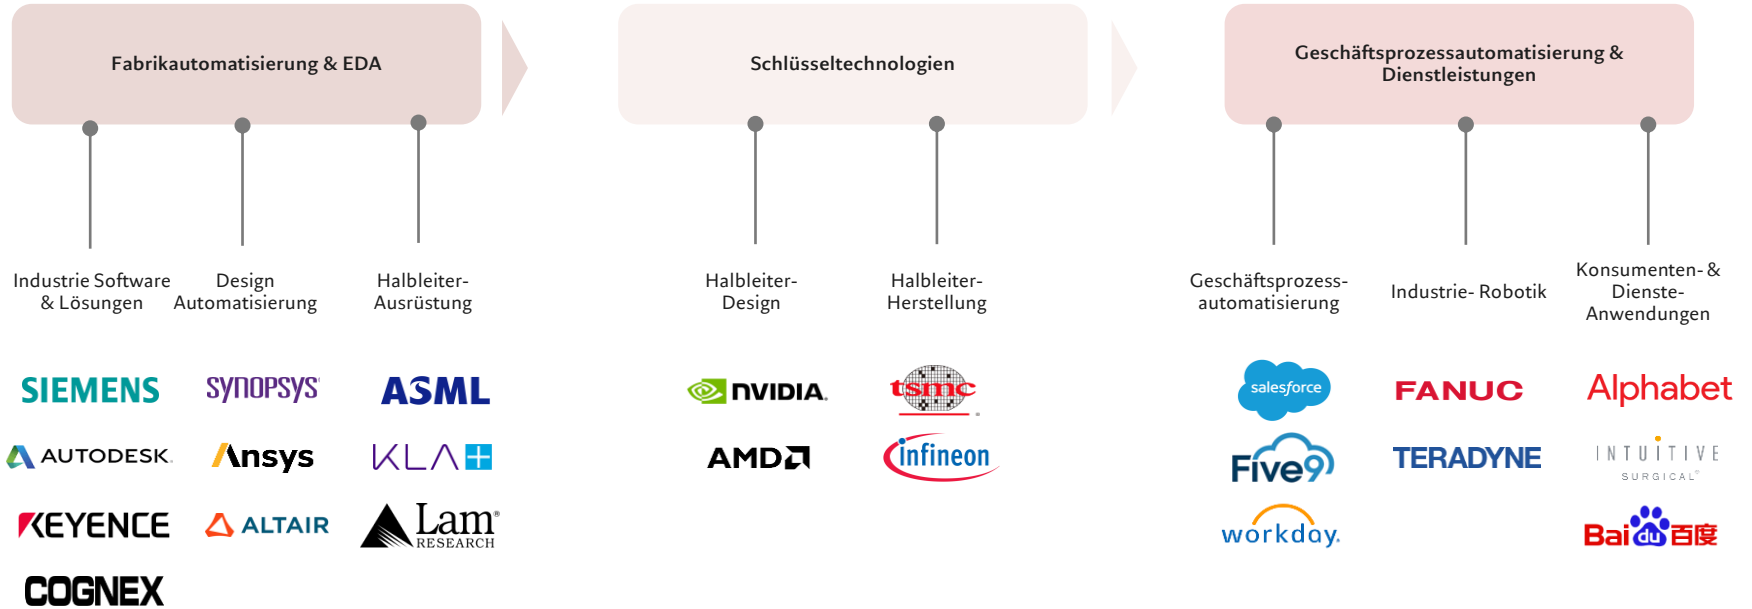 Fabrikautomatisierung & EDA
Schlüsseltechnologien
Geschäftsprozessautomatisierung &
Dienstleistungen
Industrie Software
& Lösungen
Design
Automatisierung
Halbleiter-
Ausrüstung
Halbleiter-
Design
Halbleiter-
Herstellung
Geschäftsprozess-
automatisierung
Industrie- Robotik
Konsumenten- &
Dienste-
Anwendungen
SIEMENS
AUTODESK.
KEYENCE
COGNEX
SYNOPSYS
Ansys
ALTAIR
ASML
KLA+
Lam®
RESEARCH
NVIDIA.
AMD
tsmc
infineon
salesforce
Five9
workday.
FANUC
TERADYNE
Alphabet
INTUITIVE
SURGICAL®
Baidu百度